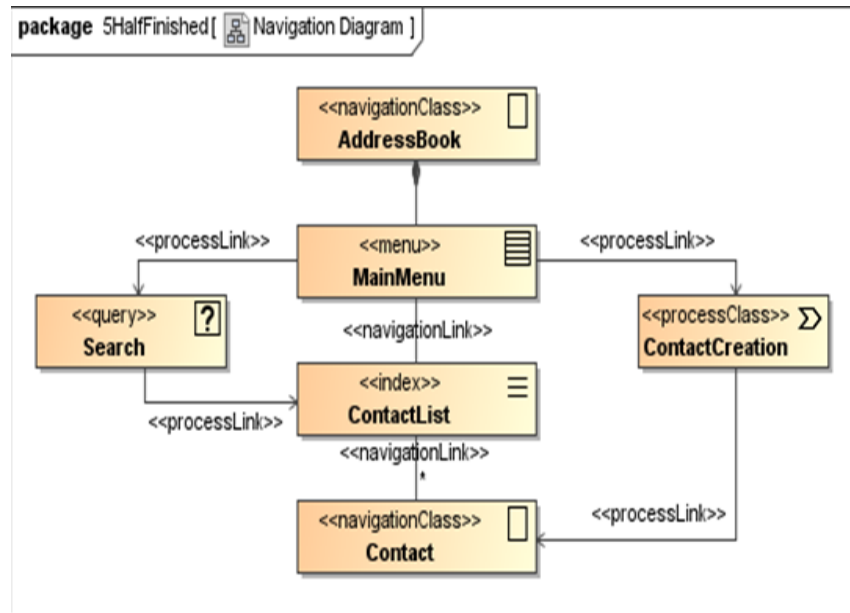 package 5HalfFinished[ Navigation Diagram ]
<<navigationClass>>
AddressBook
<<processLink>>
<<menu>>
MainMenu
<<processLink>>
<<query>>
Search
?
<<navigationLink>>
<<processClass>>
ContactCreation
<<index>>
ContactList
<<processLink>>
<<navigationLink>>
*
<<navigationClass>>
Contact
<<processLink>>